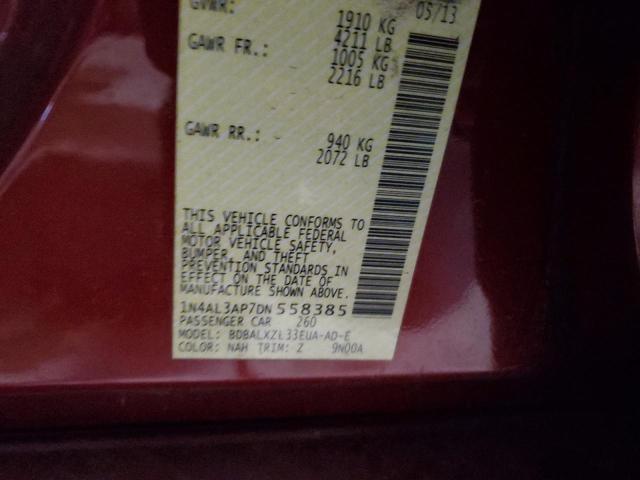 05/13
GVWR: 1910 KG
4211 LB
GAWR FR.: 1005 KG
2216 LB
GAWR RR.: 940 KG
2072 LB
THIS VEHICLE CONFORMS TO
ALL APPLICABLE FEDERAL
MOTOR VEHICLE SAFETY,
BUMPER, AND THEFT
PREVENTION STANDARDS IN
EFFECT ON THE DATE OF
MANUFACTURE SHOWN ABOVE.
1N4AL3AP7DN558385
PASSENGER CAR 260
MODEL: BDBALXZL33EUA-AD-E
COLOR: NAH TRIM: Z 9N00A